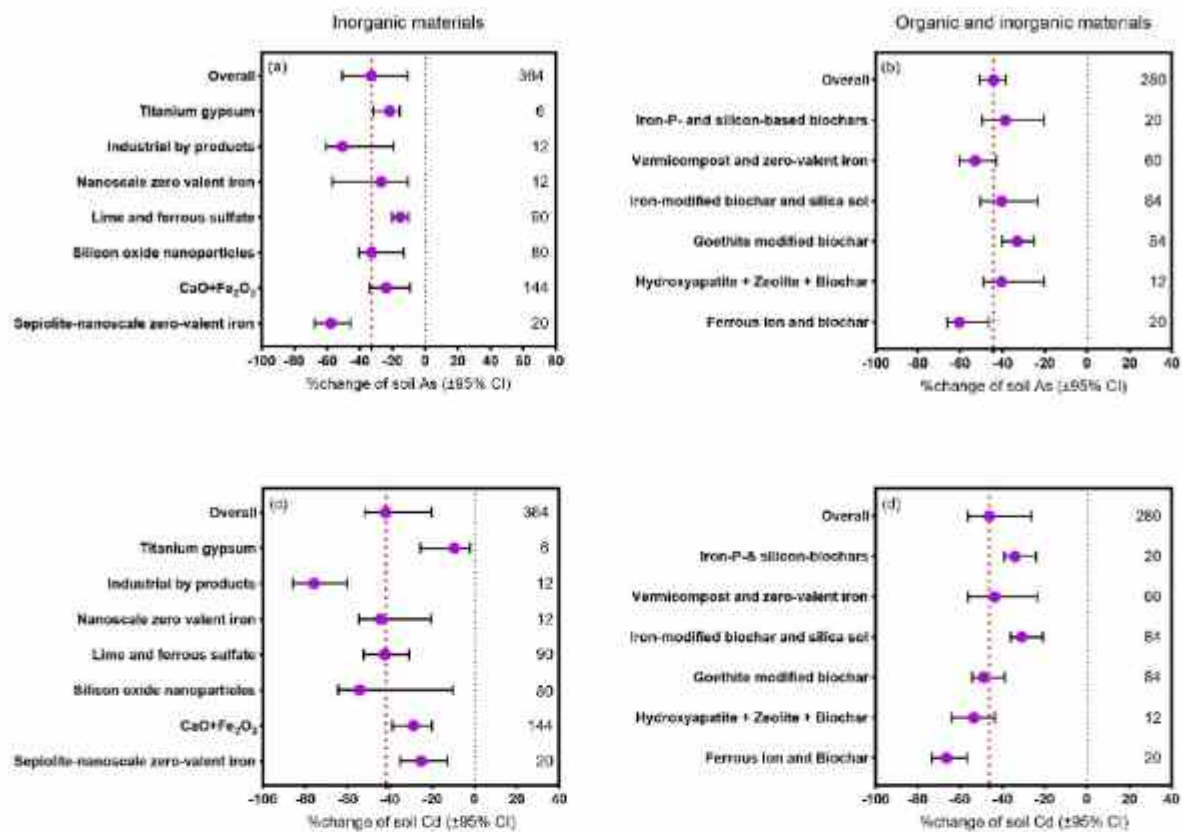 Inorganic materials
(a)
Overall 364
Titanium gypsum 6
Industrial by products 12
Nanoscale zero valent iron 12
Lime and ferrous sulfate 90
Silicon oxide nanoparticles 80
CaO+Fe₂O₃ 144
Sepiolite-nanoscale zero-valent iron 20
-100 -80 -60 -40 -20 0 20 40 60 80
%change of soil As (±95% CI)
Organic and inorganic materials
(b)
Overall 280
Iron-P- and silicon-based biochars 20
Vermicompost and zero-valent iron 60
Iron-modified biochar and silica sol 84
Goethite modified biochar 84
Hydroxyapatite + Zeolite + Biochar 12
Ferrous Ion and biochar 20
-100 -80 -60 -40 -20 0 20 40
%change of soil As (±95% CI)
(c)
Overall 364
Titanium gypsum 6
Industrial by products 12
Nanoscale zero valent iron 12
Lime and ferrous sulfate 90
Silicon oxide nanoparticles 80
CaO+Fe₂O₃ 144
Sepiolite-nanoscale zero-valent iron 20
-100 -80 -60 -40 -20 0 20 40
%change of soil Cd (±95% CI)
(d)
Overall 280
Iron-P-& silicon-biochars 20
Vermicompost and zero-valent iron 60
Iron-modified biochar and silica sol 84
Goethite modified biochar 84
Hydroxyapatite + Zeolite + Biochar 12
Ferrous Ion and Biochar 20
-100 -80 -60 -40 -20 0 20 40
%change of soil Cd (±95% CI)